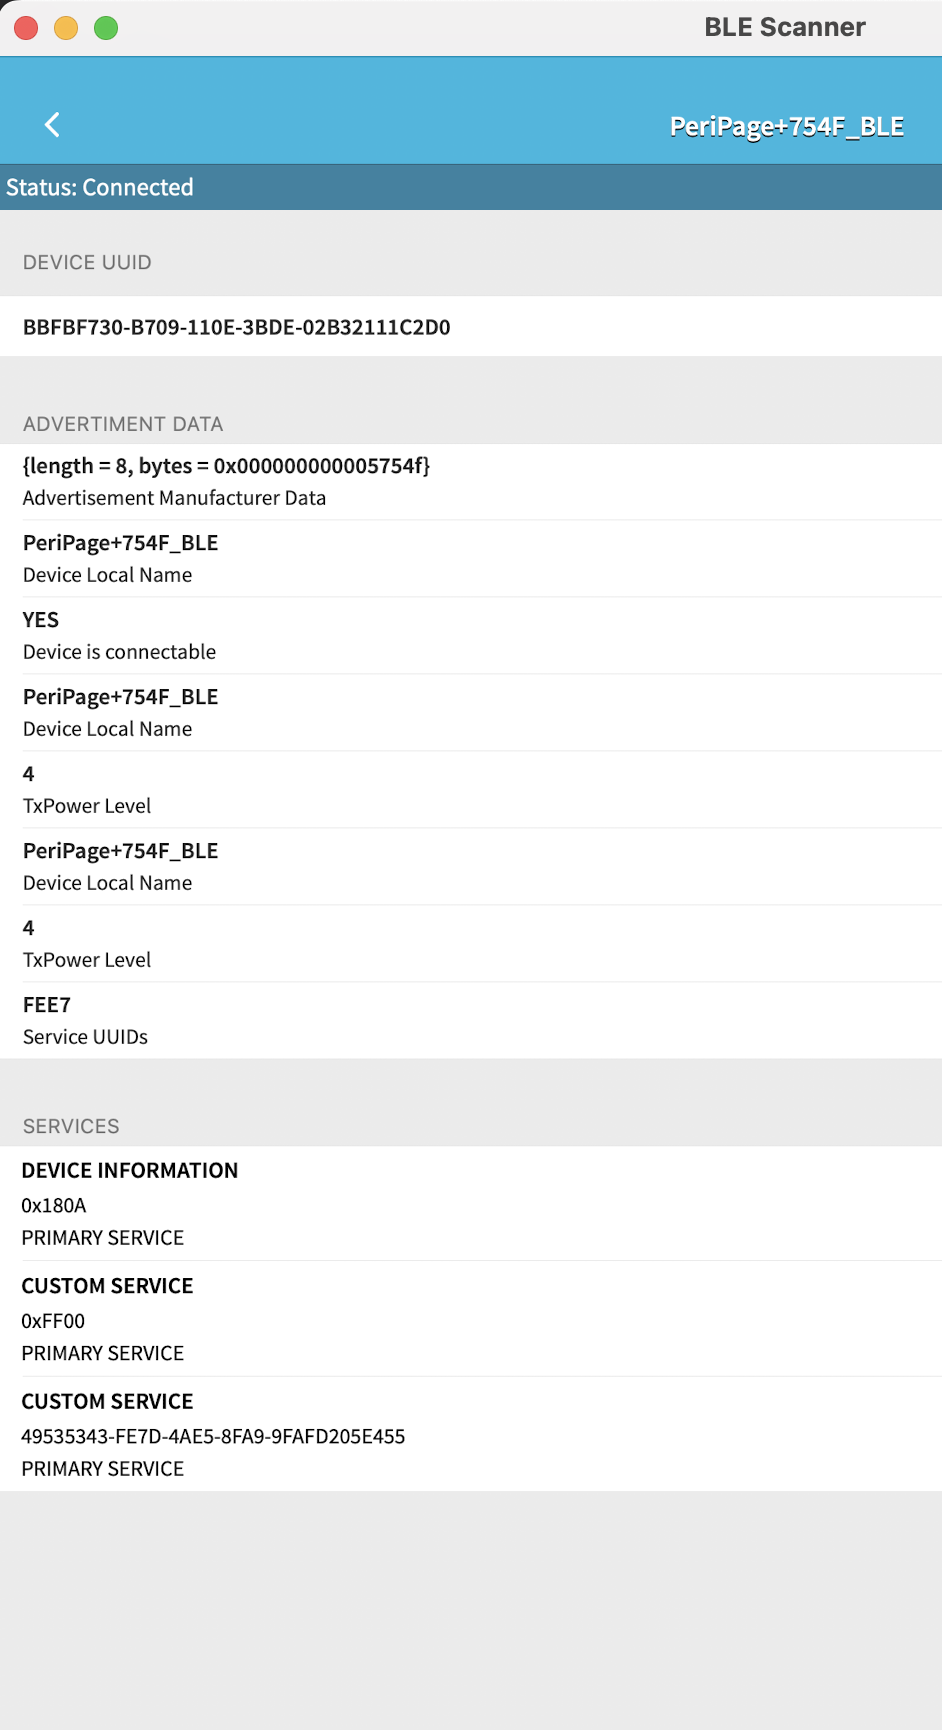 BLE Scanner
PeriPage+754F_BLE
Status: Connected
DEVICE UUID
BBFBF730-B709-110E-3BDE-02B32111C2D0
ADVERTIMENT DATA
{length = 8, bytes = 0x000000000005754f}
Advertisement Manufacturer Data
PeriPage+754F_BLE
Device Local Name
YES
Device is connectable
PeriPage+754F_BLE
Device Local Name
4
TxPower Level
PeriPage+754F_BLE
Device Local Name
4
TxPower Level
FEE7
Service UUIDs
SERVICES
DEVICE INFORMATION
0x180A
PRIMARY SERVICE
CUSTOM SERVICE
0xFF00
PRIMARY SERVICE
CUSTOM SERVICE
49535343-FE7D-4AE5-8FA9-9FAFD205E455
PRIMARY SERVICE